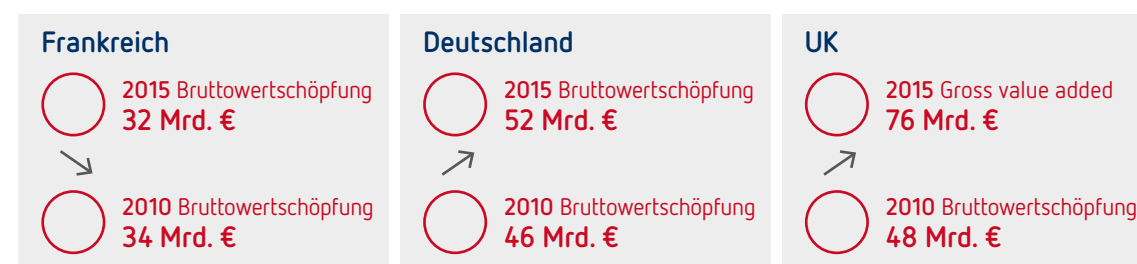 Frankreich
2015 Bruttowertschöpfung
32 Mrd. €
2010 Bruttowertschöpfung
34 Mrd. €
Deutschland
2015 Bruttowertschöpfung
52 Mrd. €
2010 Bruttowertschöpfung
46 Mrd. €
UK
2015 Gross value added
76 Mrd. €
2010 Bruttowertschöpfung
48 Mrd. €